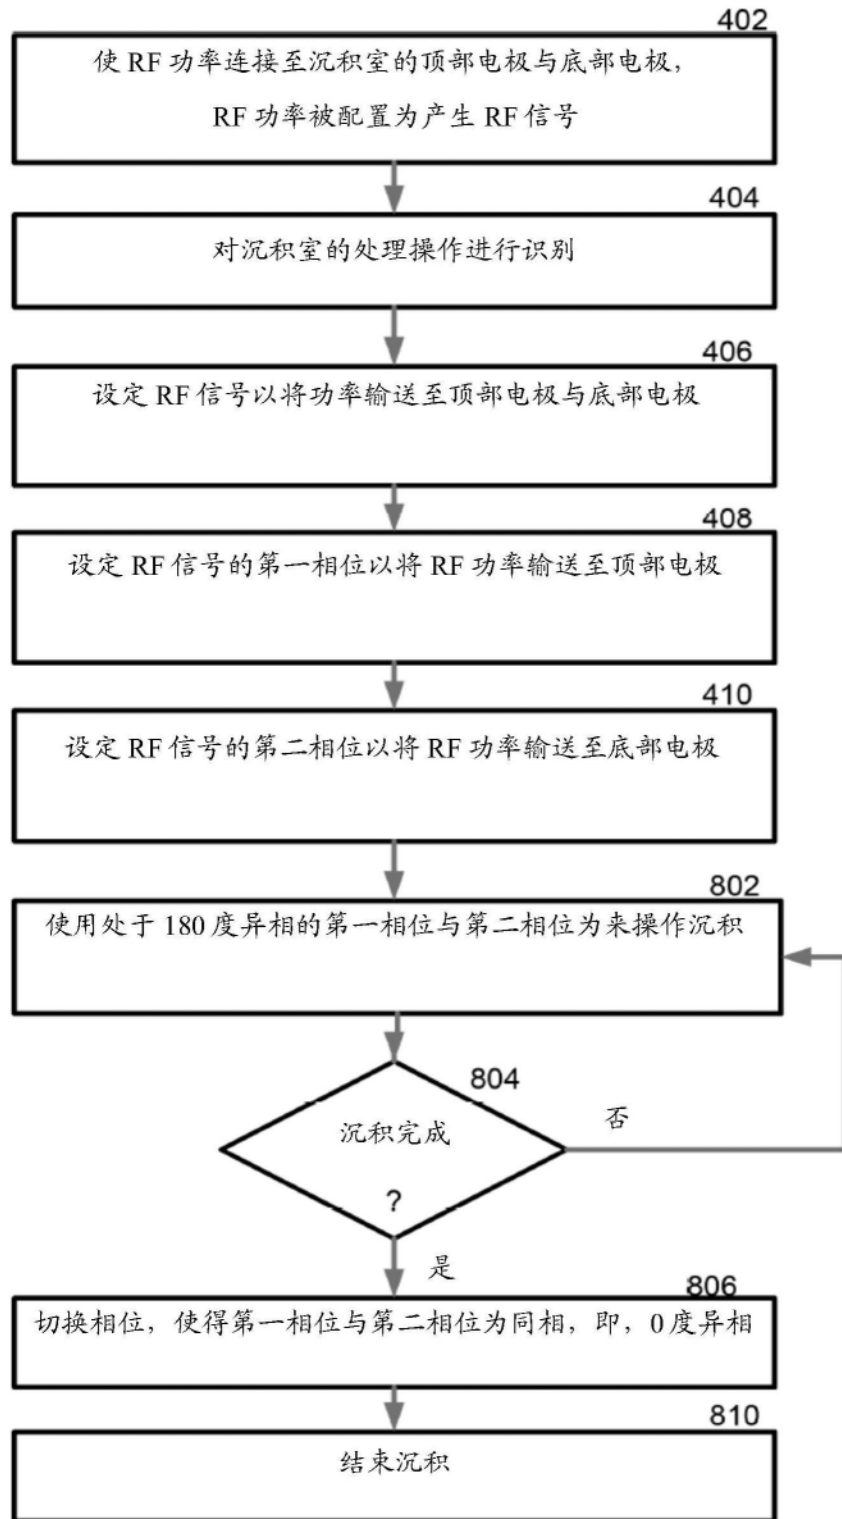 402
使 RF 功率连接至沉积室的顶部电极与底部电极，
RF 功率被配置为产生 RF 信号
404
对沉积室的处理操作进行识别
406
设定 RF 信号以将功率输送至顶部电极与底部电极
408
设定 RF 信号的第一相位以将 RF 功率输送至顶部电极
410
设定 RF 信号的第二相位以将 RF 功率输送至底部电极
802
使用处于 180 度异相的第一相位与第二相位为来操作沉积
804
沉积完成
?
否
是
806
切换相位，使得第一相位与第二相位为同相，即，0 度异相
810
结束沉积